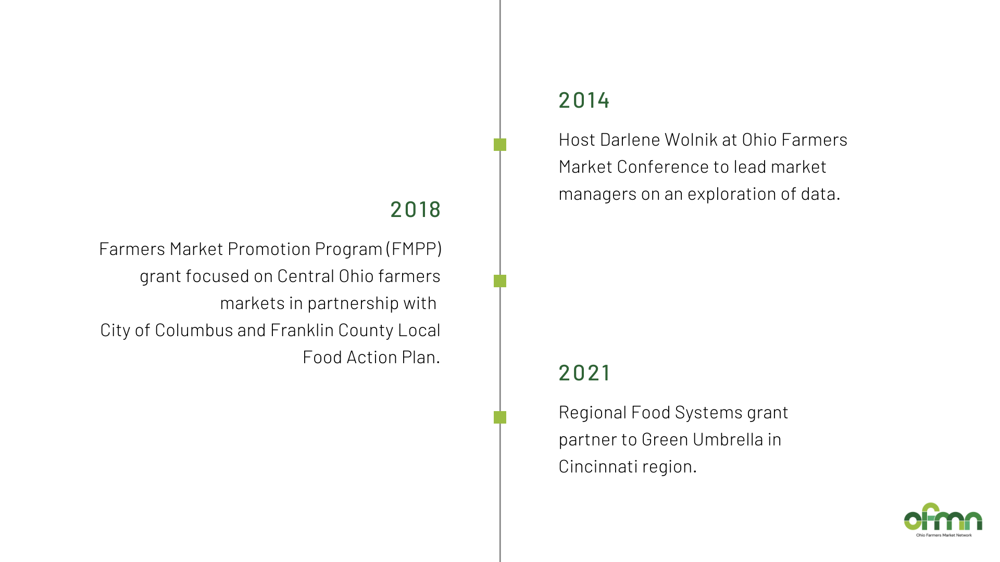 2014
Host Darlene Wolnik at Ohio Farmers
Market Conference to lead market
managers on an exploration of data.
2018
Farmers Market Promotion Program (FMPP)
grant focused on Central Ohio farmers
markets in partnership with
City of Columbus and Franklin County Local
Food Action Plan.
2021
Regional Food Systems grant
partner to Green Umbrella in
Cincinnati region.
ofmn
Ohio Farmers Market Network